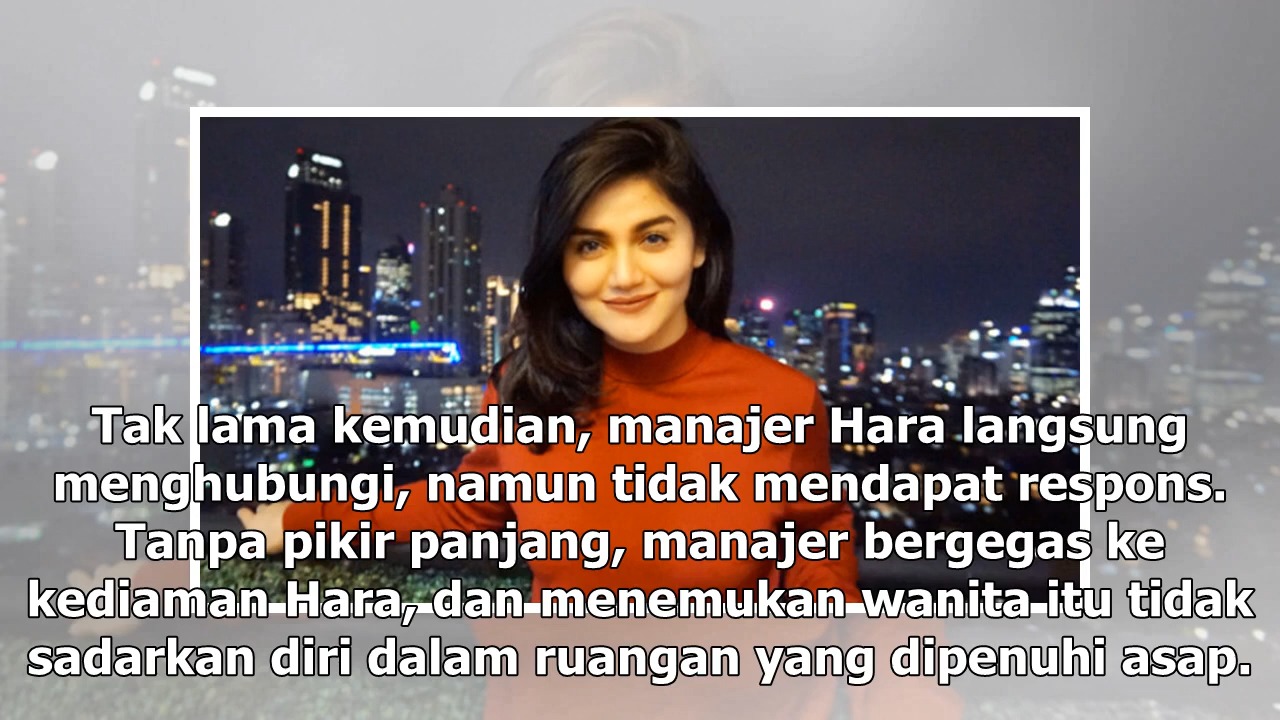 Tak lama kemudian, manajer Hara langsung
menghubungi, namun tidak mendapat respons.
Tanpa pikir panjang, manajer bergegas ke
kediaman Hara, dan menemukan wanita itu tidak
sadarkan diri dalam ruangan yang dipenuhi asap.